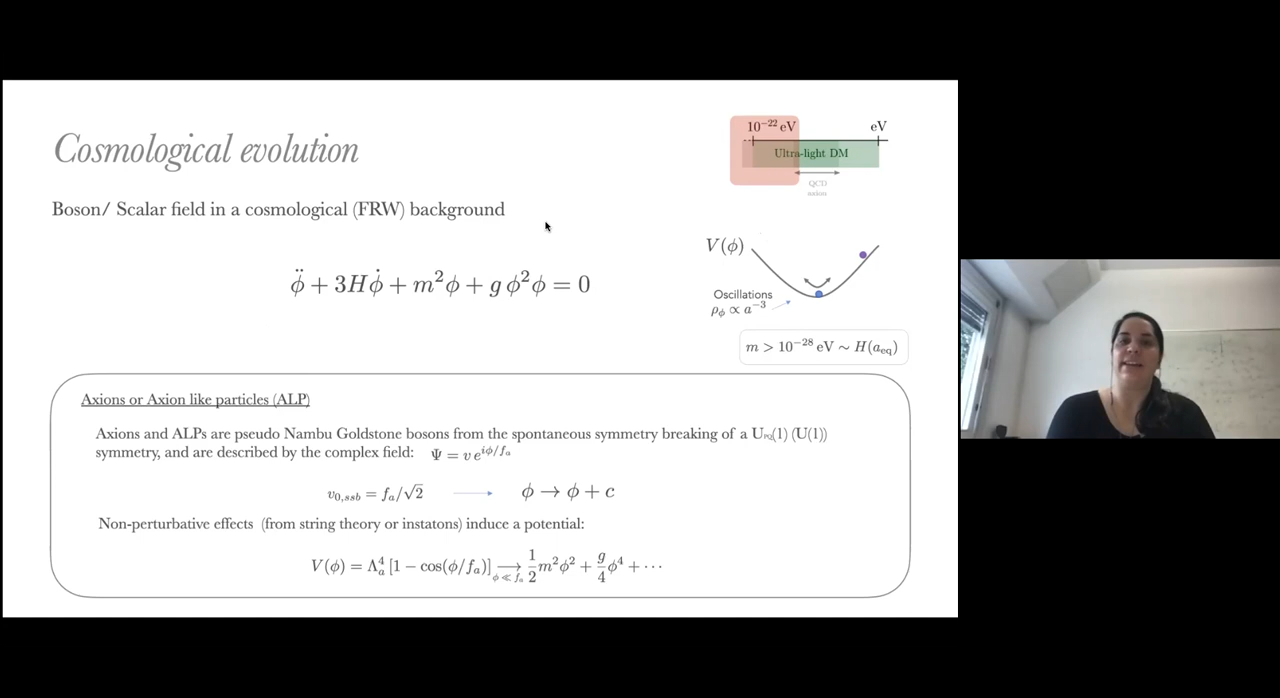 Cosmological evolution
10⁻²² eV eV
Ultra-light DM
QCD
axion
Boson/ Scalar field in a cosmological (FRW) background
V(ϕ)
ϕ̈ + 3Hϕ̇ + m²ϕ + g ϕ²ϕ = 0
Oscillations
ρ_ϕ ∝ a⁻³
m > 10⁻²⁸ eV ∼ H(a_eq)
Axions or Axion like particles (ALP)
Axions and ALPs are pseudo Nambu Goldstone bosons from the spontaneous symmetry breaking of a U_PQ(1) (U(1))
symmetry, and are described by the complex field: Ψ = v e^{iϕ/f_a}
v_{0,ssb} = f_a/√2 → ϕ → ϕ + c
Non-perturbative effects (from string theory or instatons) induce a potential:
V(ϕ) = Λ_a⁴ [1 − cos(ϕ/f_a)] →_{ϕ ≪ f_a} 1/2 m²ϕ² + g/4 ϕ⁴ + ⋯